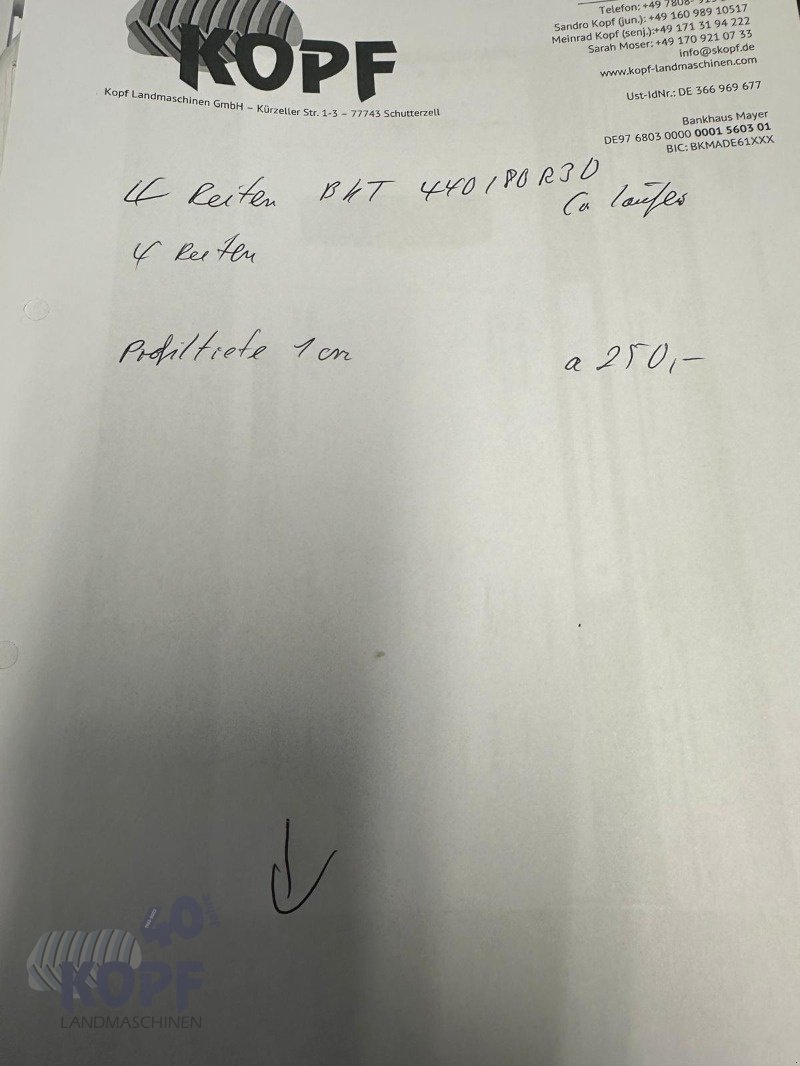 KOPF
Kopf Landmaschinen GmbH – Kürzeller Str. 1-3 – 77743 Schutterzell
Telefon: +49 7808-
Sandro Kopf (jun.): +49 160 989 10517
Meinrad Kopf (senj.):+49 171 31 94 222
Sarah Moser: +49 170 921 07 33
info@skopf.de
www.kopf-landmaschinen.com
Ust-IdNr.: DE 366 969 677
Bankhaus Mayer
DE97 6803 0000 0001 5603 01
BIC: BKMADE61XXX
4 Reifen BKT 440/80R30
4 Reifen
Profiltiefe 1 cm a 250,-
40
KOPF
LANDMASCHINEN